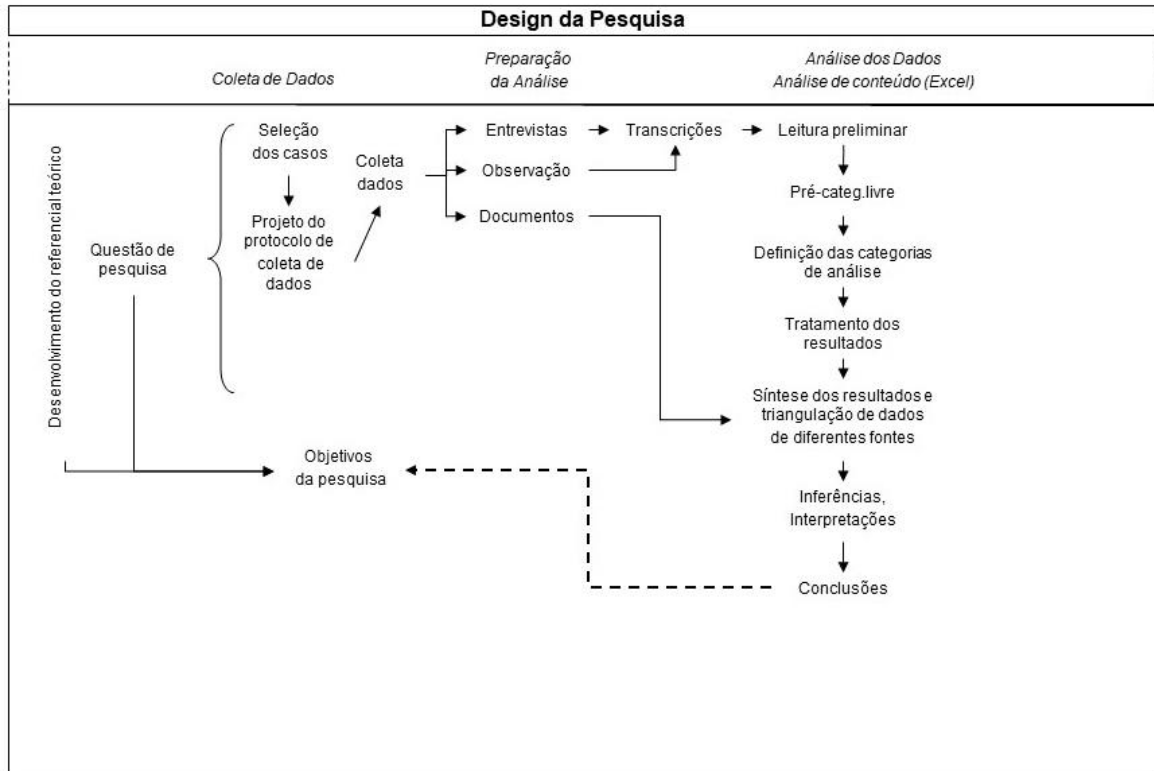 Design da Pesquisa
Coleta de Dados
Preparação
da Análise
Análise dos Dados
Análise de conteúdo (Excel)
Desenvolvimento do referencial teórico
Questão de
pesquisa
Seleção
dos casos
Projeto do
protocolo de
coleta de
dados
Coleta
dados
Entrevistas
Observação
Documentos
Transcrições
Leitura preliminar
Pré-categ.livre
Definição das categorias
de análise
Tratamento dos
resultados
Síntese dos resultados e
triangulação de dados
de diferentes fontes
Inferências,
Interpretações
Conclusões
Objetivos
da pesquisa